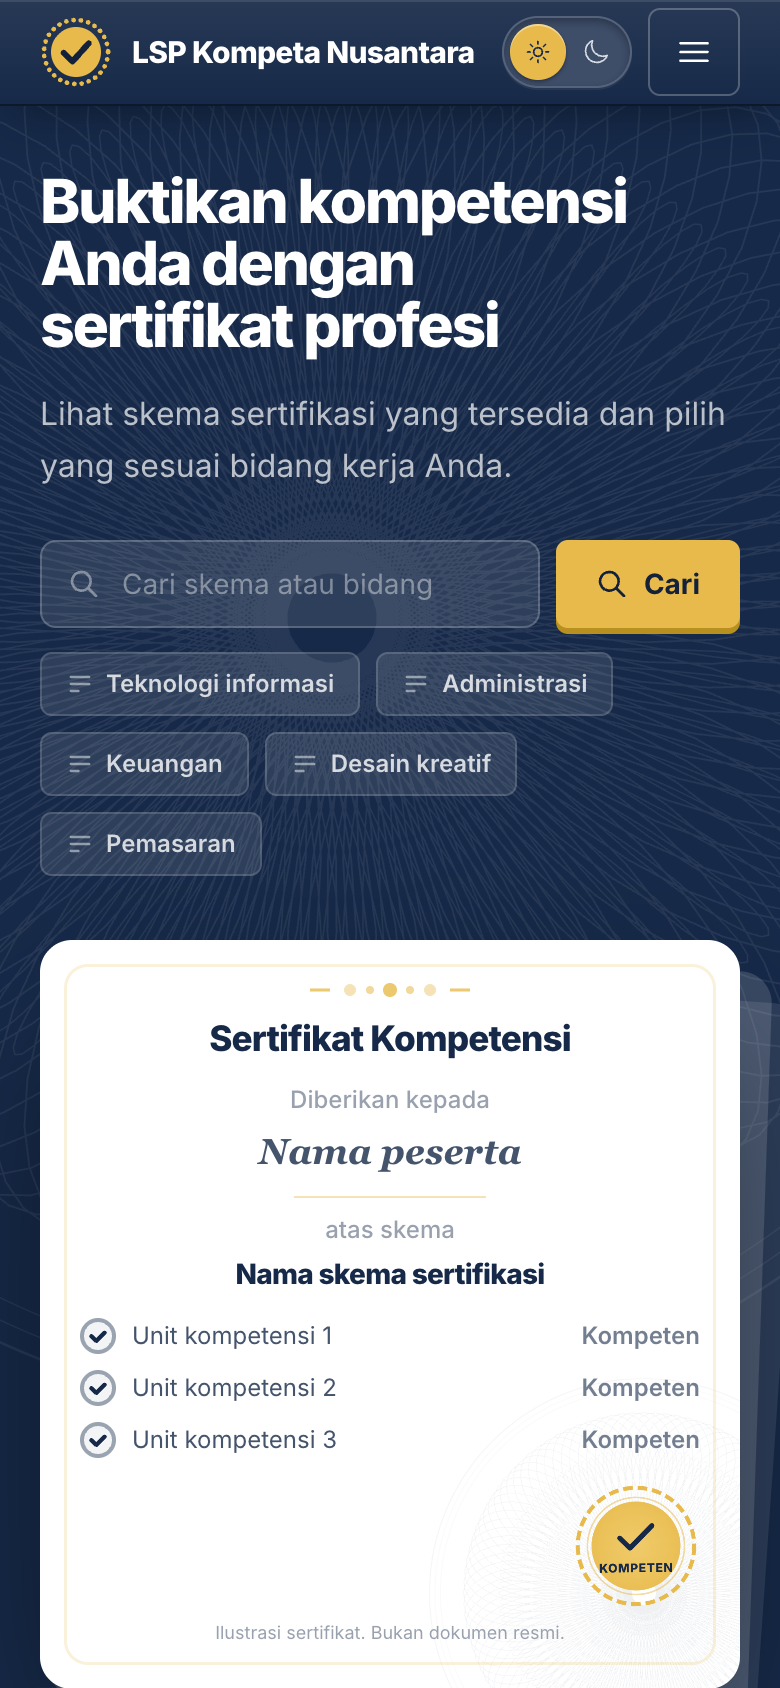 LSP Kompeta Nusantara
Buktikan kompetensi
Anda dengan
sertifikat profesi
Lihat skema sertifikasi yang tersedia dan pilih
yang sesuai bidang kerja Anda.
Cari skema atau bidang
Cari
Teknologi informasi
Administrasi
Keuangan
Desain kreatif
Pemasaran
Sertifikat Kompetensi
Diberikan kepada
Nama peserta
atas skema
Nama skema sertifikasi
Unit kompetensi 1 Kompeten
Unit kompetensi 2 Kompeten
Unit kompetensi 3 Kompeten
KOMPETEN
Ilustrasi sertifikat. Bukan dokumen resmi.